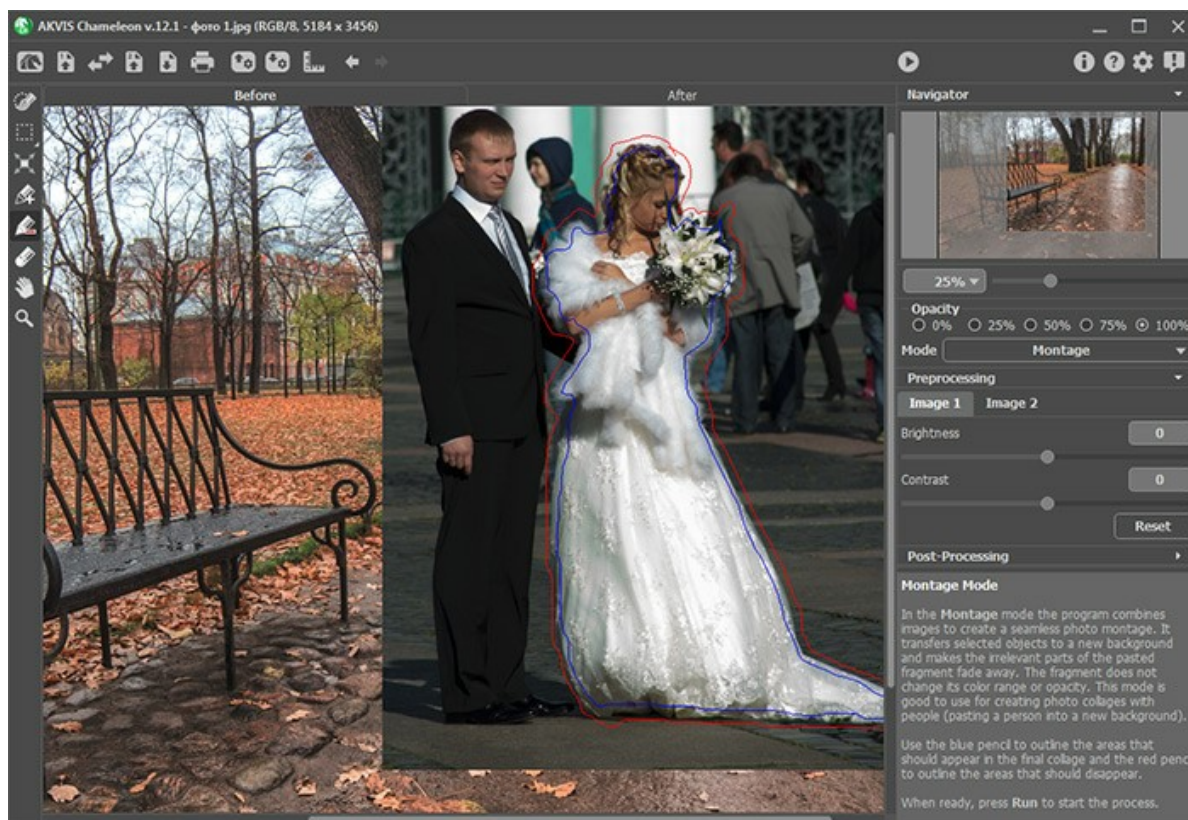 AKVIS Chameleon v.12.1 - фото 1.jpg (RGB/8, 5184 x 3456)
Before
After
Navigator
25%
Opacity
0% 25% 50% 75% 100%
Mode Montage
Preprocessing
Image 1 Image 2
Brightness 0
Contrast 0
Reset
Post-Processing
Montage Mode
In the Montage mode the program combines
images to create a seamless photo montage. It
transfers selected objects to a new background
and makes the irrelevant parts of the pasted
fragment fade away. The fragment does not
change its color range or opacity. This mode is
good to use for creating photo collages with
people (pasting a person into a new background).
Use the blue pencil to outline the areas that
should appear in the final collage and the red penc
to outline the areas that should disappear.
When ready, press Run to start the process.